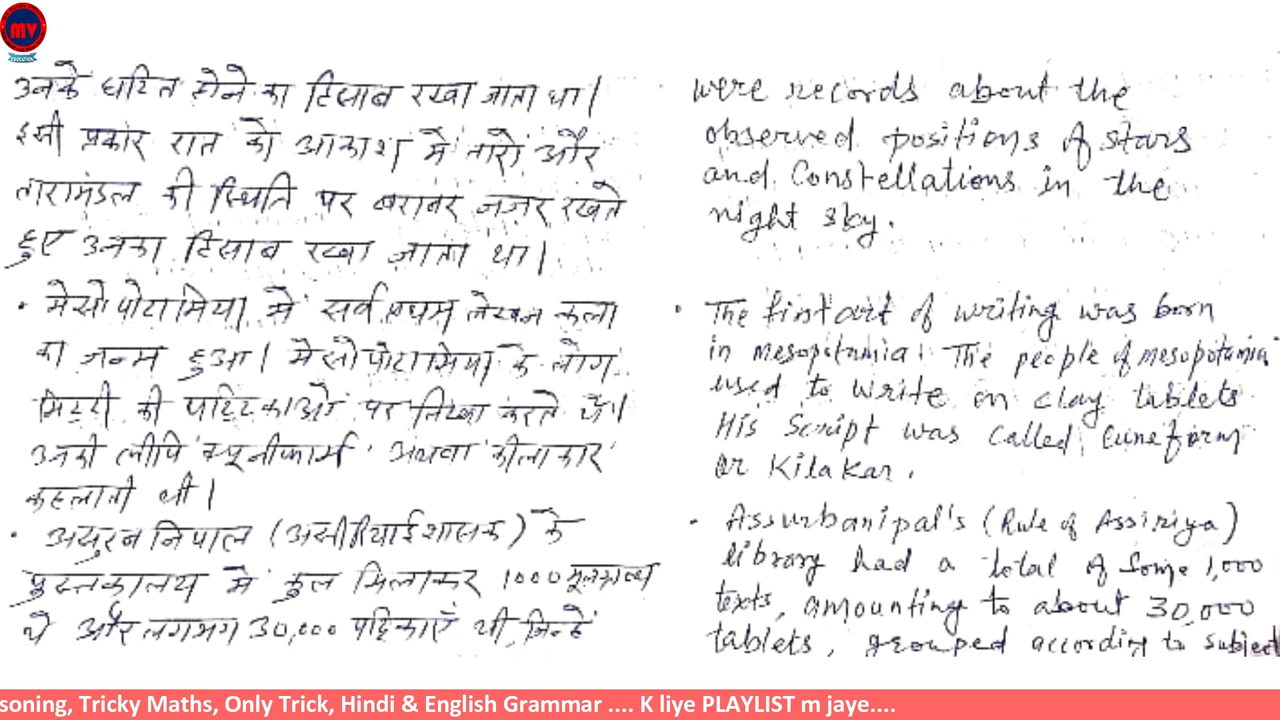 mv
EDUCATION
उनके घटित होने का हिसाब रखा जाता था।
इसी प्रकार रात को आकाश में तारों और
तारामंडल की स्थिति पर बराबर नजर रखते
हुए उनका हिसाब रखा जाता था।
• मेसोपोटामिया में सर्वप्रथम लेखन कला
का जन्म हुआ। मेसोपोटामिया के लोग
मिट्टी की पट्टिकाओं पर लिखा करते थे।
उनकी लीपि क्यूनीफार्म अथवा कीलाकार
कहलाती थी।
• असुरबनिपाल (असीरियाई शासक) के
पुस्तकालय में कुल मिलाकर 1000
थे और लगभग 30,000 पट्टिकाएँ थी जिन्हें
were records about the
observed positions of stars
and Constellations in the
night sky.
• The first art of writing was born
in Mesopotamia. The people of Mesopotamia
used to write on clay tablets
His Script was called Cuneform
or Kilakar.
• Assurbanipal's (Rule of Assiriya)
library had a total of some 1,000
texts, amounting to about 30,000
tablets, grouped according to subject
soning, Tricky Maths, Only Trick, Hindi & English Grammar .... K liye PLAYLIST m jaye....